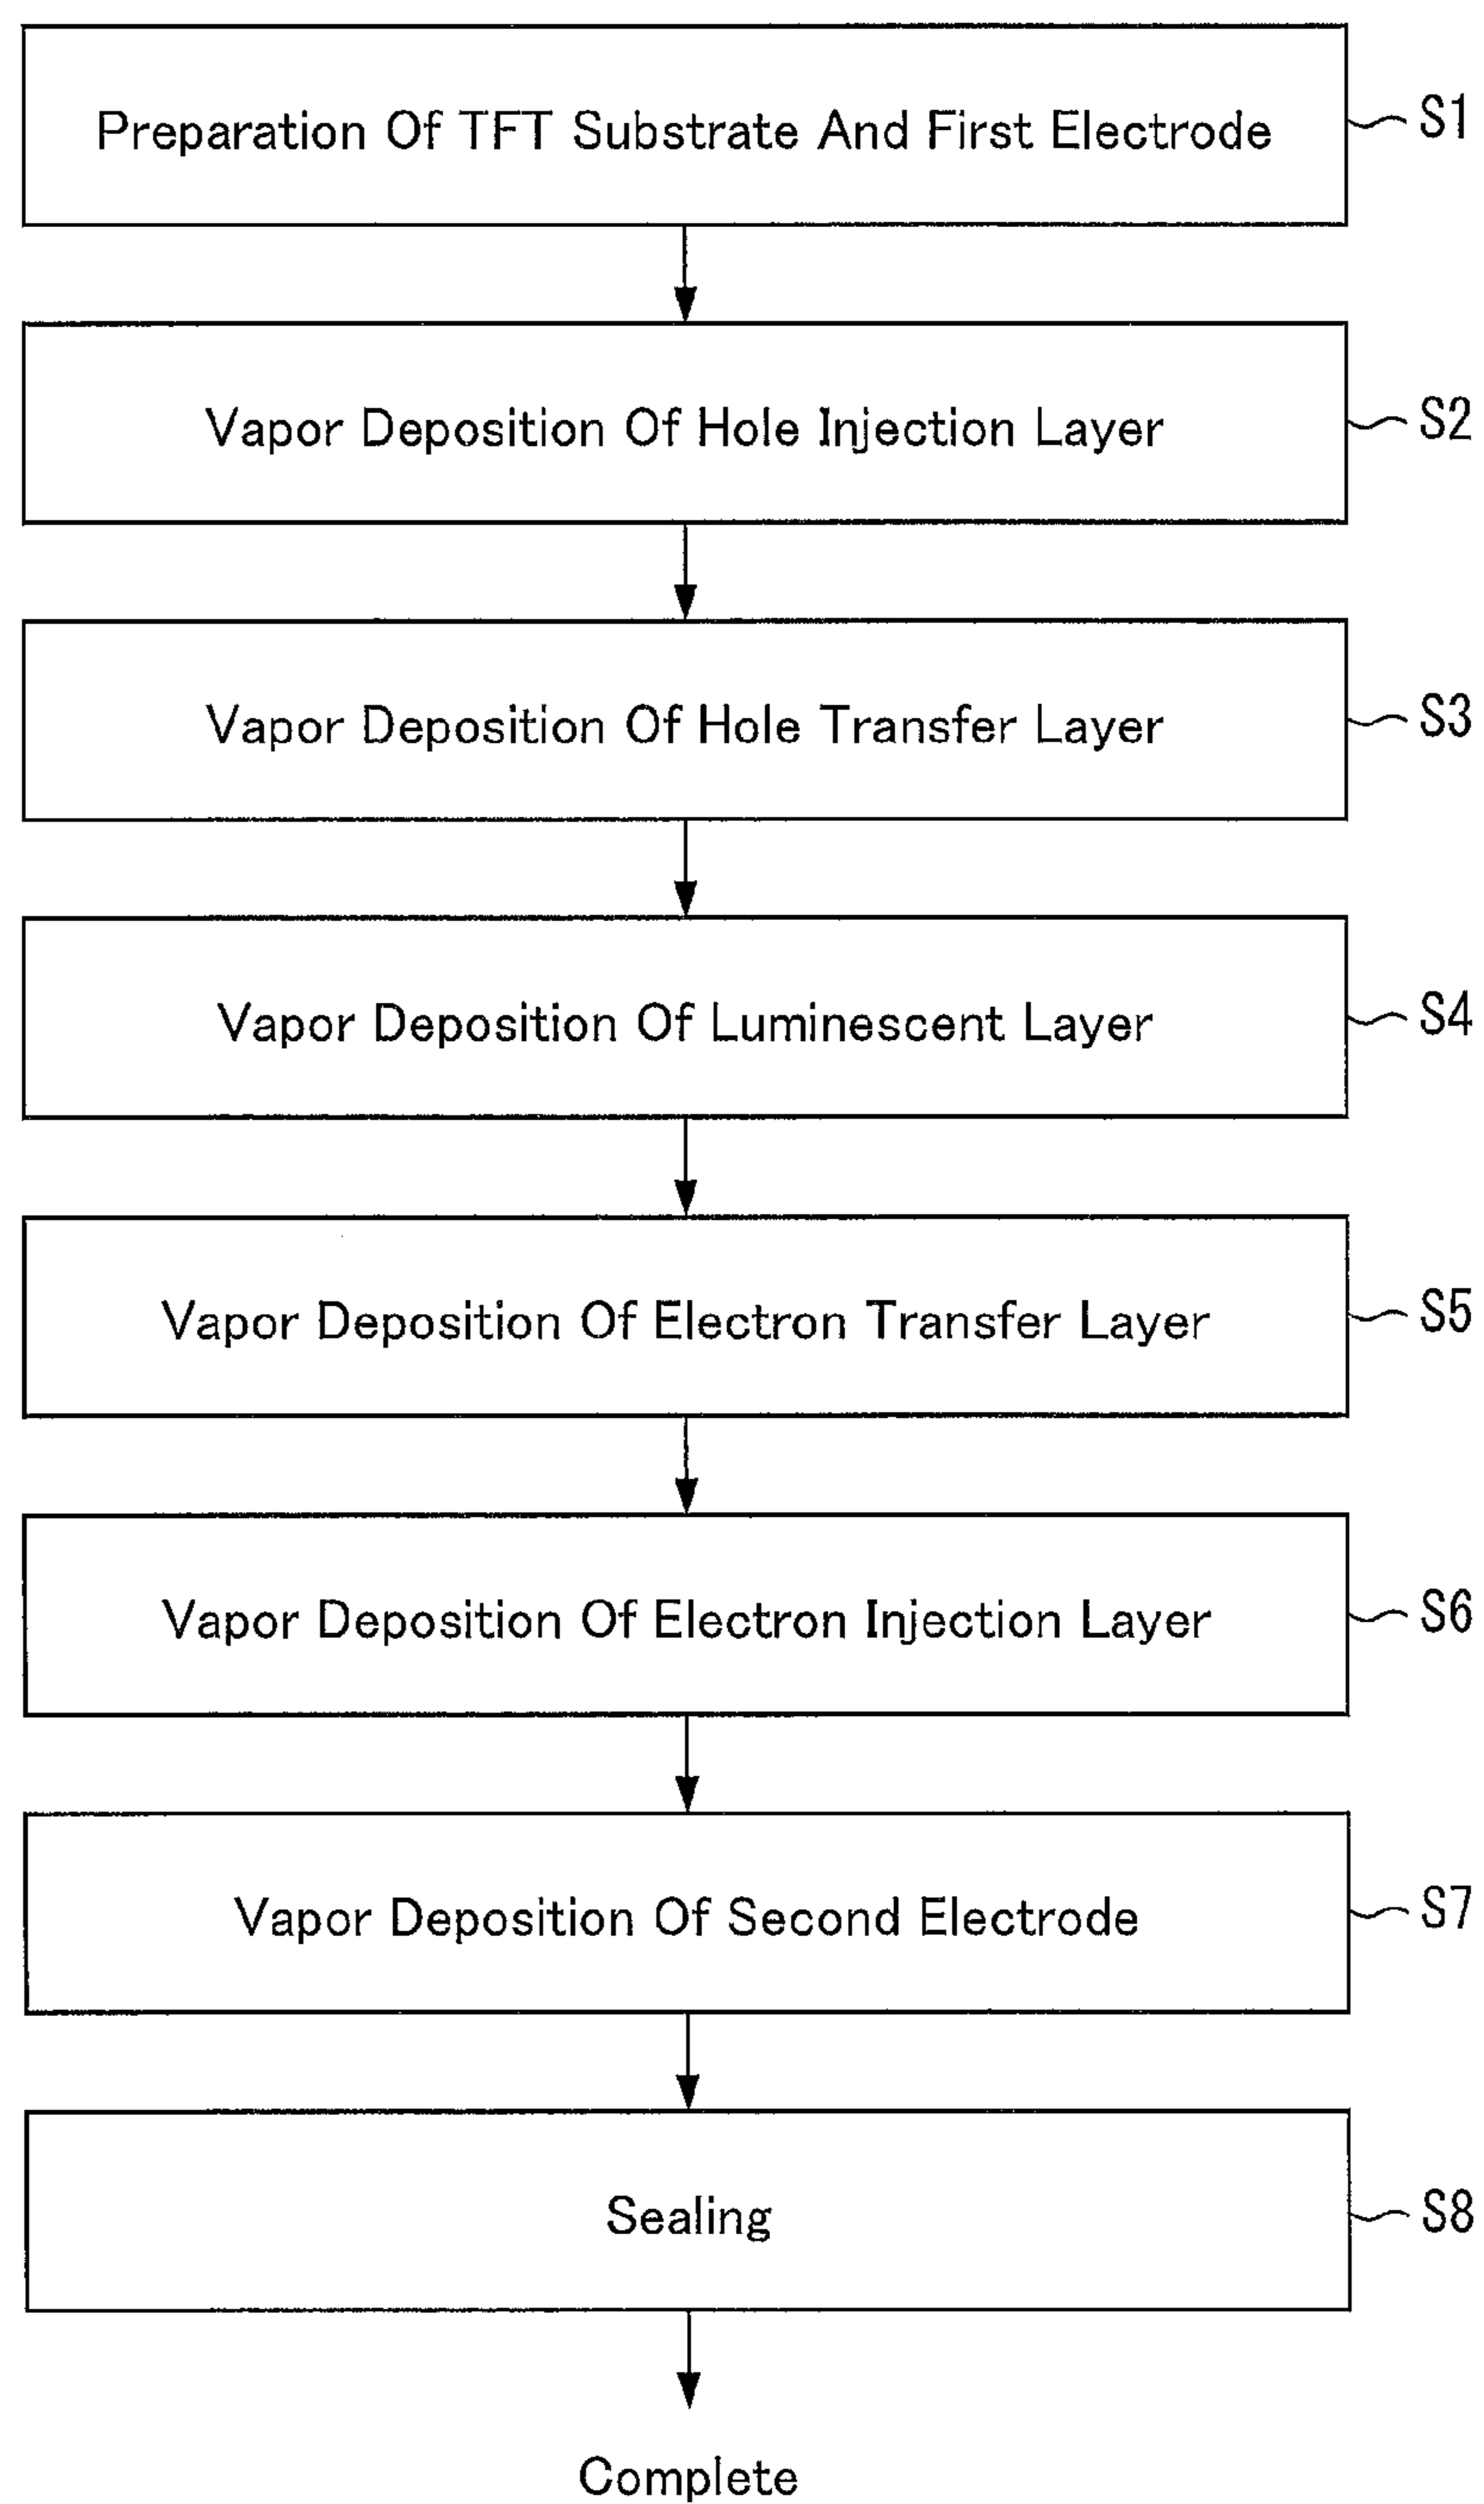 Preparation Of TFT Substrate And First Electrode
S1
Vapor Deposition Of Hole Injection Layer
S2
Vapor Deposition Of Hole Transfer Layer
S3
Vapor Deposition Of Luminescent Layer
S4
Vapor Deposition Of Electron Transfer Layer
S5
Vapor Deposition Of Electron Injection Layer
S6
Vapor Deposition Of Second Electrode
S7
Sealing
S8
Complete